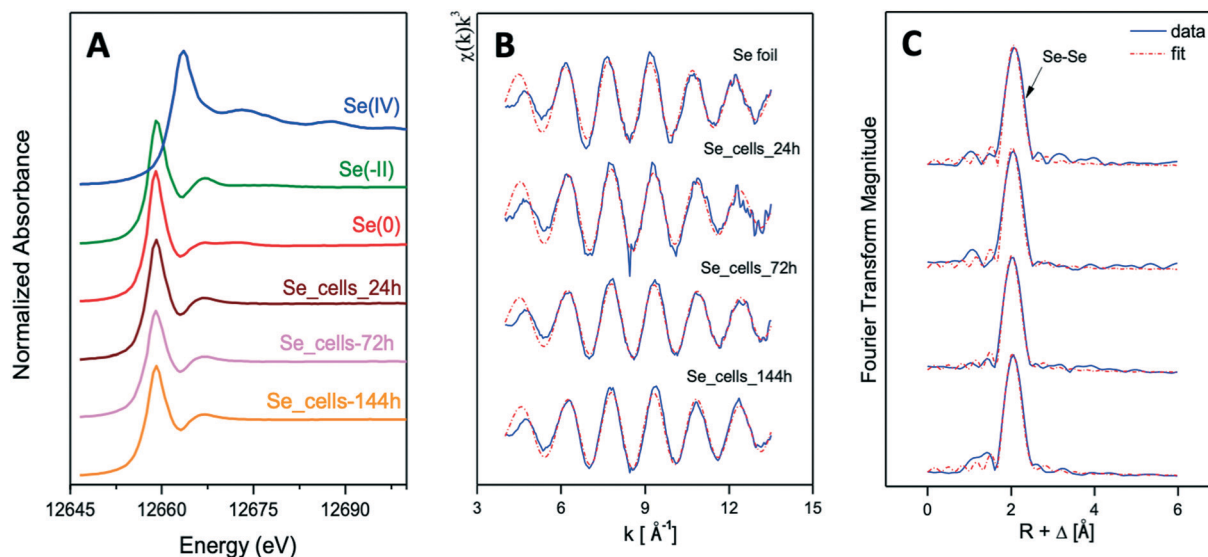 A
Normalized Absorbance
Se(IV)
Se(-II)
Se(0)
Se_cells_24h
Se_cells-72h
Se_cells-144h
12645 12660 12675 12690
Energy (eV)
B
χ(k)k³
Se foil
Se_cells_24h
Se_cells_72h
Se_cells_144h
3 6 9 12 15
k [ Å⁻¹]
C
data
fit
Se-Se
Fourier Transform Magnitude
0 2 4 6
R + Δ [Å]